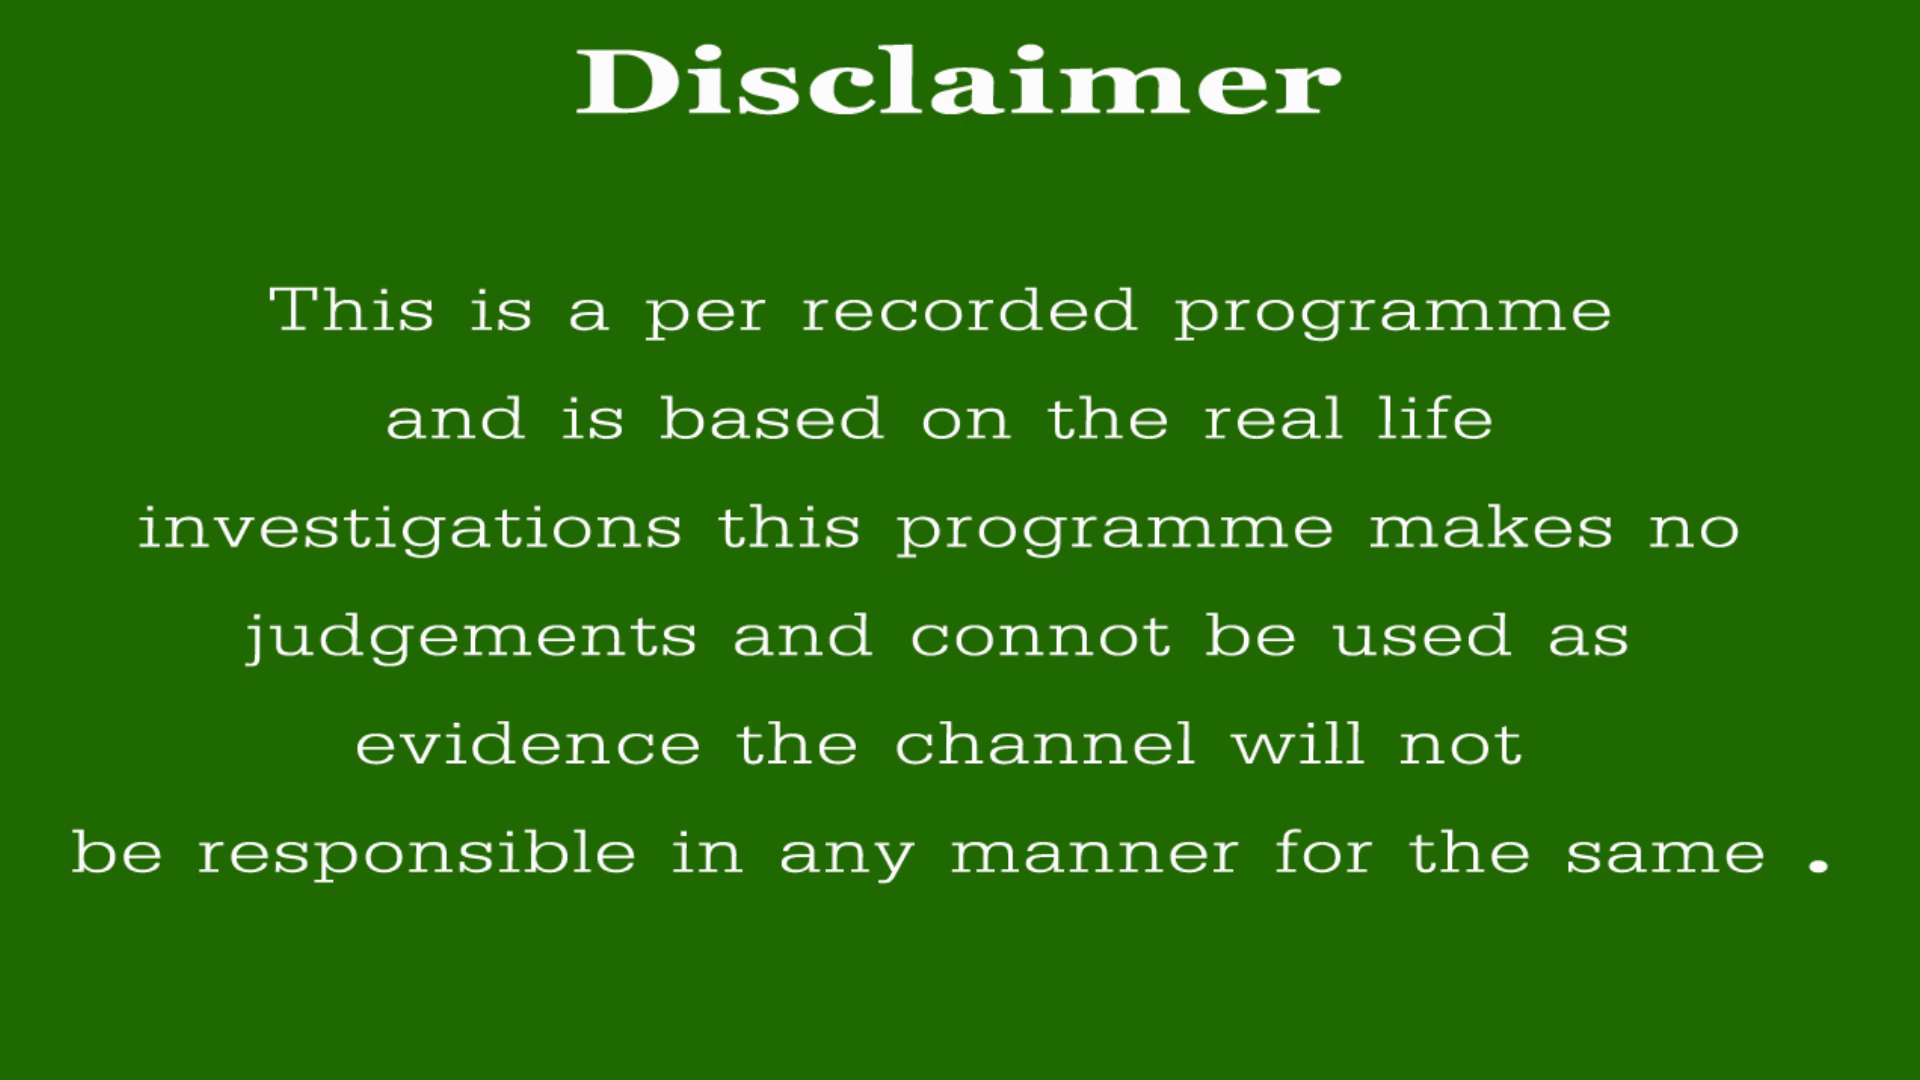 Disclaimer
This is a per recorded programme
and is based on the real life
investigations this programme makes no
judgements and connot be used as
evidence the channel will not
be responsible in any manner for the same .